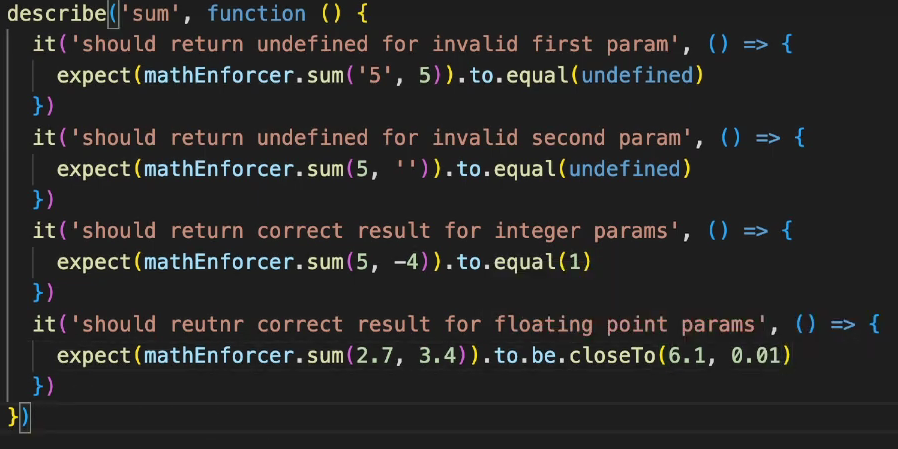 describe('sum', function () {
  it('should return undefined for invalid first param', () => {
    expect(mathEnforcer.sum('5', 5)).to.equal(undefined)
  })
  it('should return undefined for invalid second param', () => {
    expect(mathEnforcer.sum(5, '')).to.equal(undefined)
  })
  it('should return correct result for integer params', () => {
    expect(mathEnforcer.sum(5, -4)).to.equal(1)
  })
  it('should reutnr correct result for floating point params', () => {
    expect(mathEnforcer.sum(2.7, 3.4)).to.be.closeTo(6.1, 0.01)
  })
})